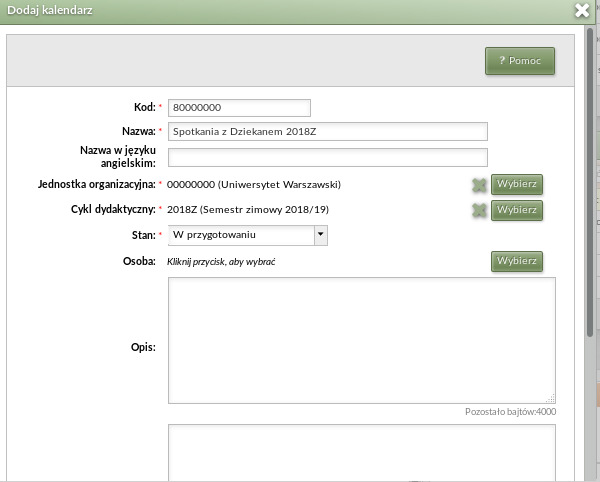 Dodaj kalendarz
? Pomoc
Kod: * 80000000
Nazwa: * Spotkania z Dziekanem 2018Z
Nazwa w języku
angielskim:
Jednostka organizacyjna: * 00000000 (Uniwersytet Warszawski) Wybierz
Cykl dydaktyczny: * 2018Z (Semestr zimowy 2018/19) Wybierz
Stan: * W przygotowaniu
Osoba: Kliknij przycisk, aby wybrać Wybierz
Opis:
Pozostało bajtów:4000